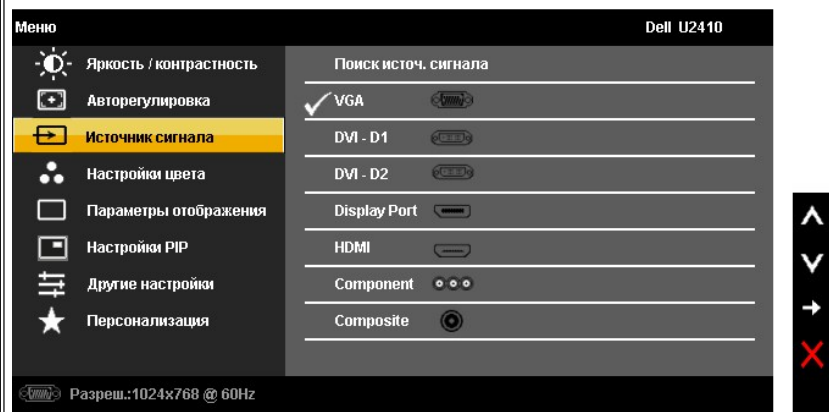 Меню
Dell U2410
Яркость / контрастность
Авторегулировка
Источник сигнала
Настройки цвета
Параметры отображения
Настройки PIP
Другие настройки
Персонализация
Поиск источ. сигнала
VGA
DVI - D1
DVI - D2
Display Port
HDMI
Component
Composite
Разреш.:1024x768 @ 60Hz